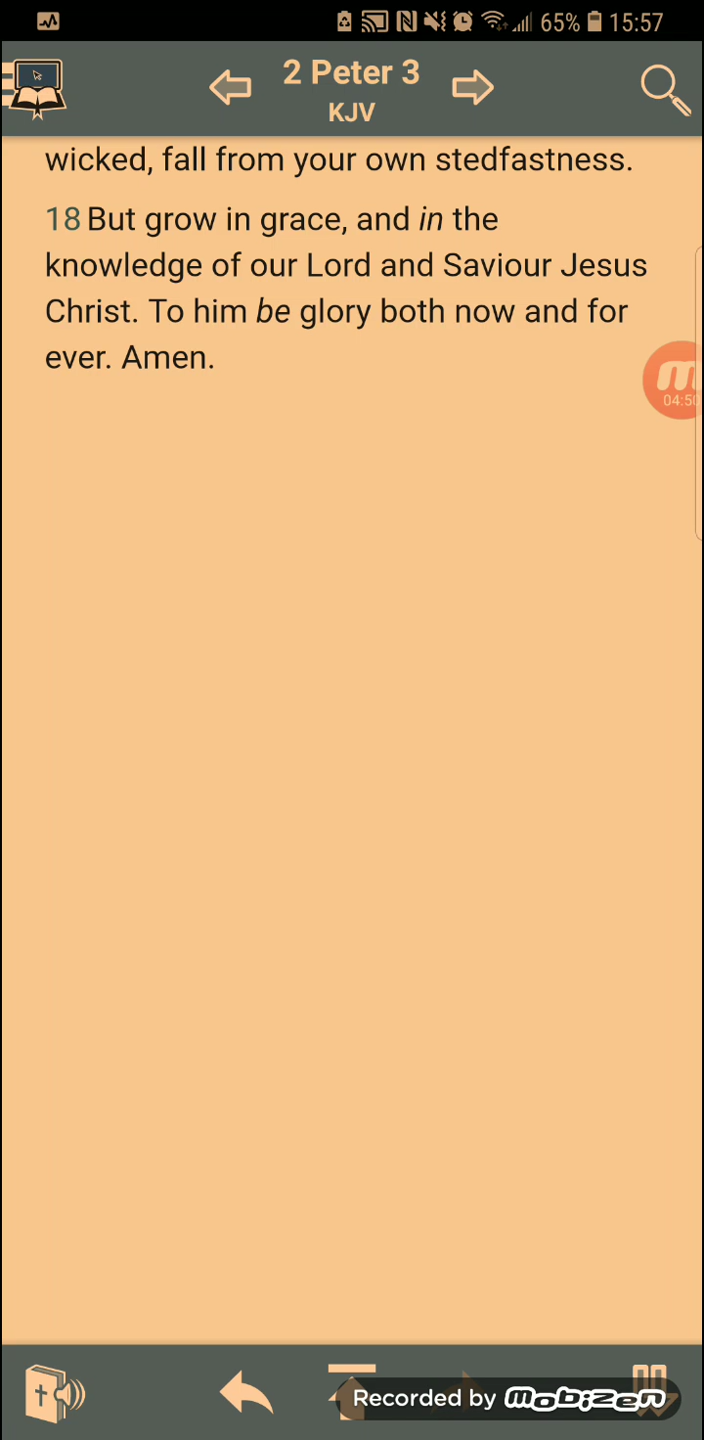 65% 15:57
2 Peter 3
KJV
wicked, fall from your own stedfastness.
18 But grow in grace, and in the
knowledge of our Lord and Saviour Jesus
Christ. To him be glory both now and for
ever. Amen.
04:50
Recorded by mobizen